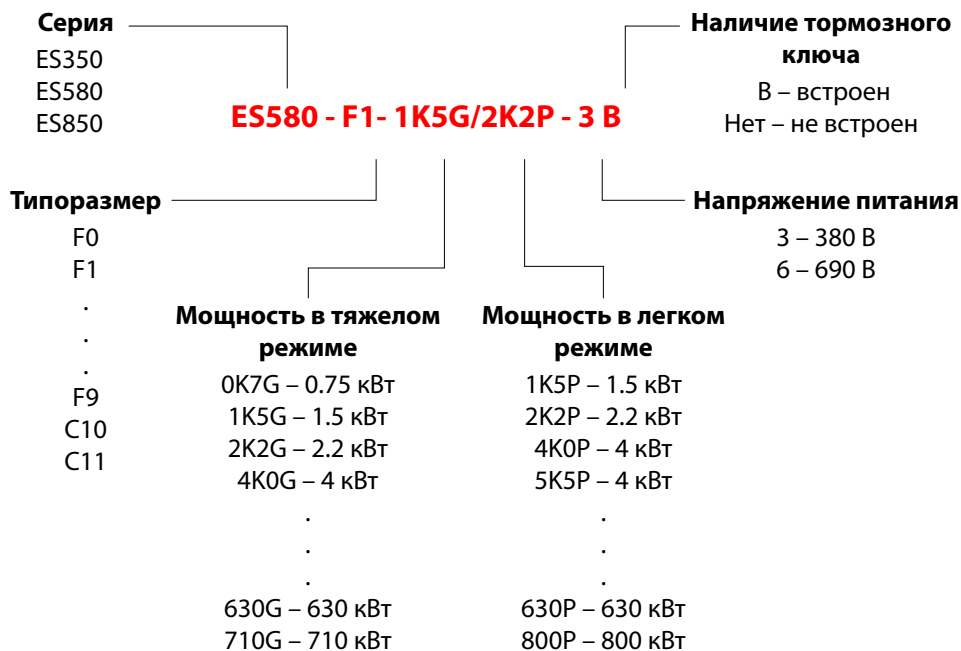 Серия
ES350
ES580
ES850
Наличие тормозного
ключа
В – встроен
Нет – не встроен
ES580 - F1- 1K5G/2K2P - 3 B
Типоразмер
F0
F1
.
.
.
F9
C10
C11
Напряжение питания
3 – 380 В
6 – 690 В
Мощность в тяжелом
режиме
0K7G – 0.75 кВт
1K5G – 1.5 кВт
2K2G – 2.2 кВт
4K0G – 4 кВт
.
.
.
630G – 630 кВт
710G – 710 кВт
Мощность в легком
режиме
1K5P – 1.5 кВт
2K2P – 2.2 кВт
4K0P – 4 кВт
5K5P – 4 кВт
.
.
.
630P – 630 кВт
800P – 800 кВт